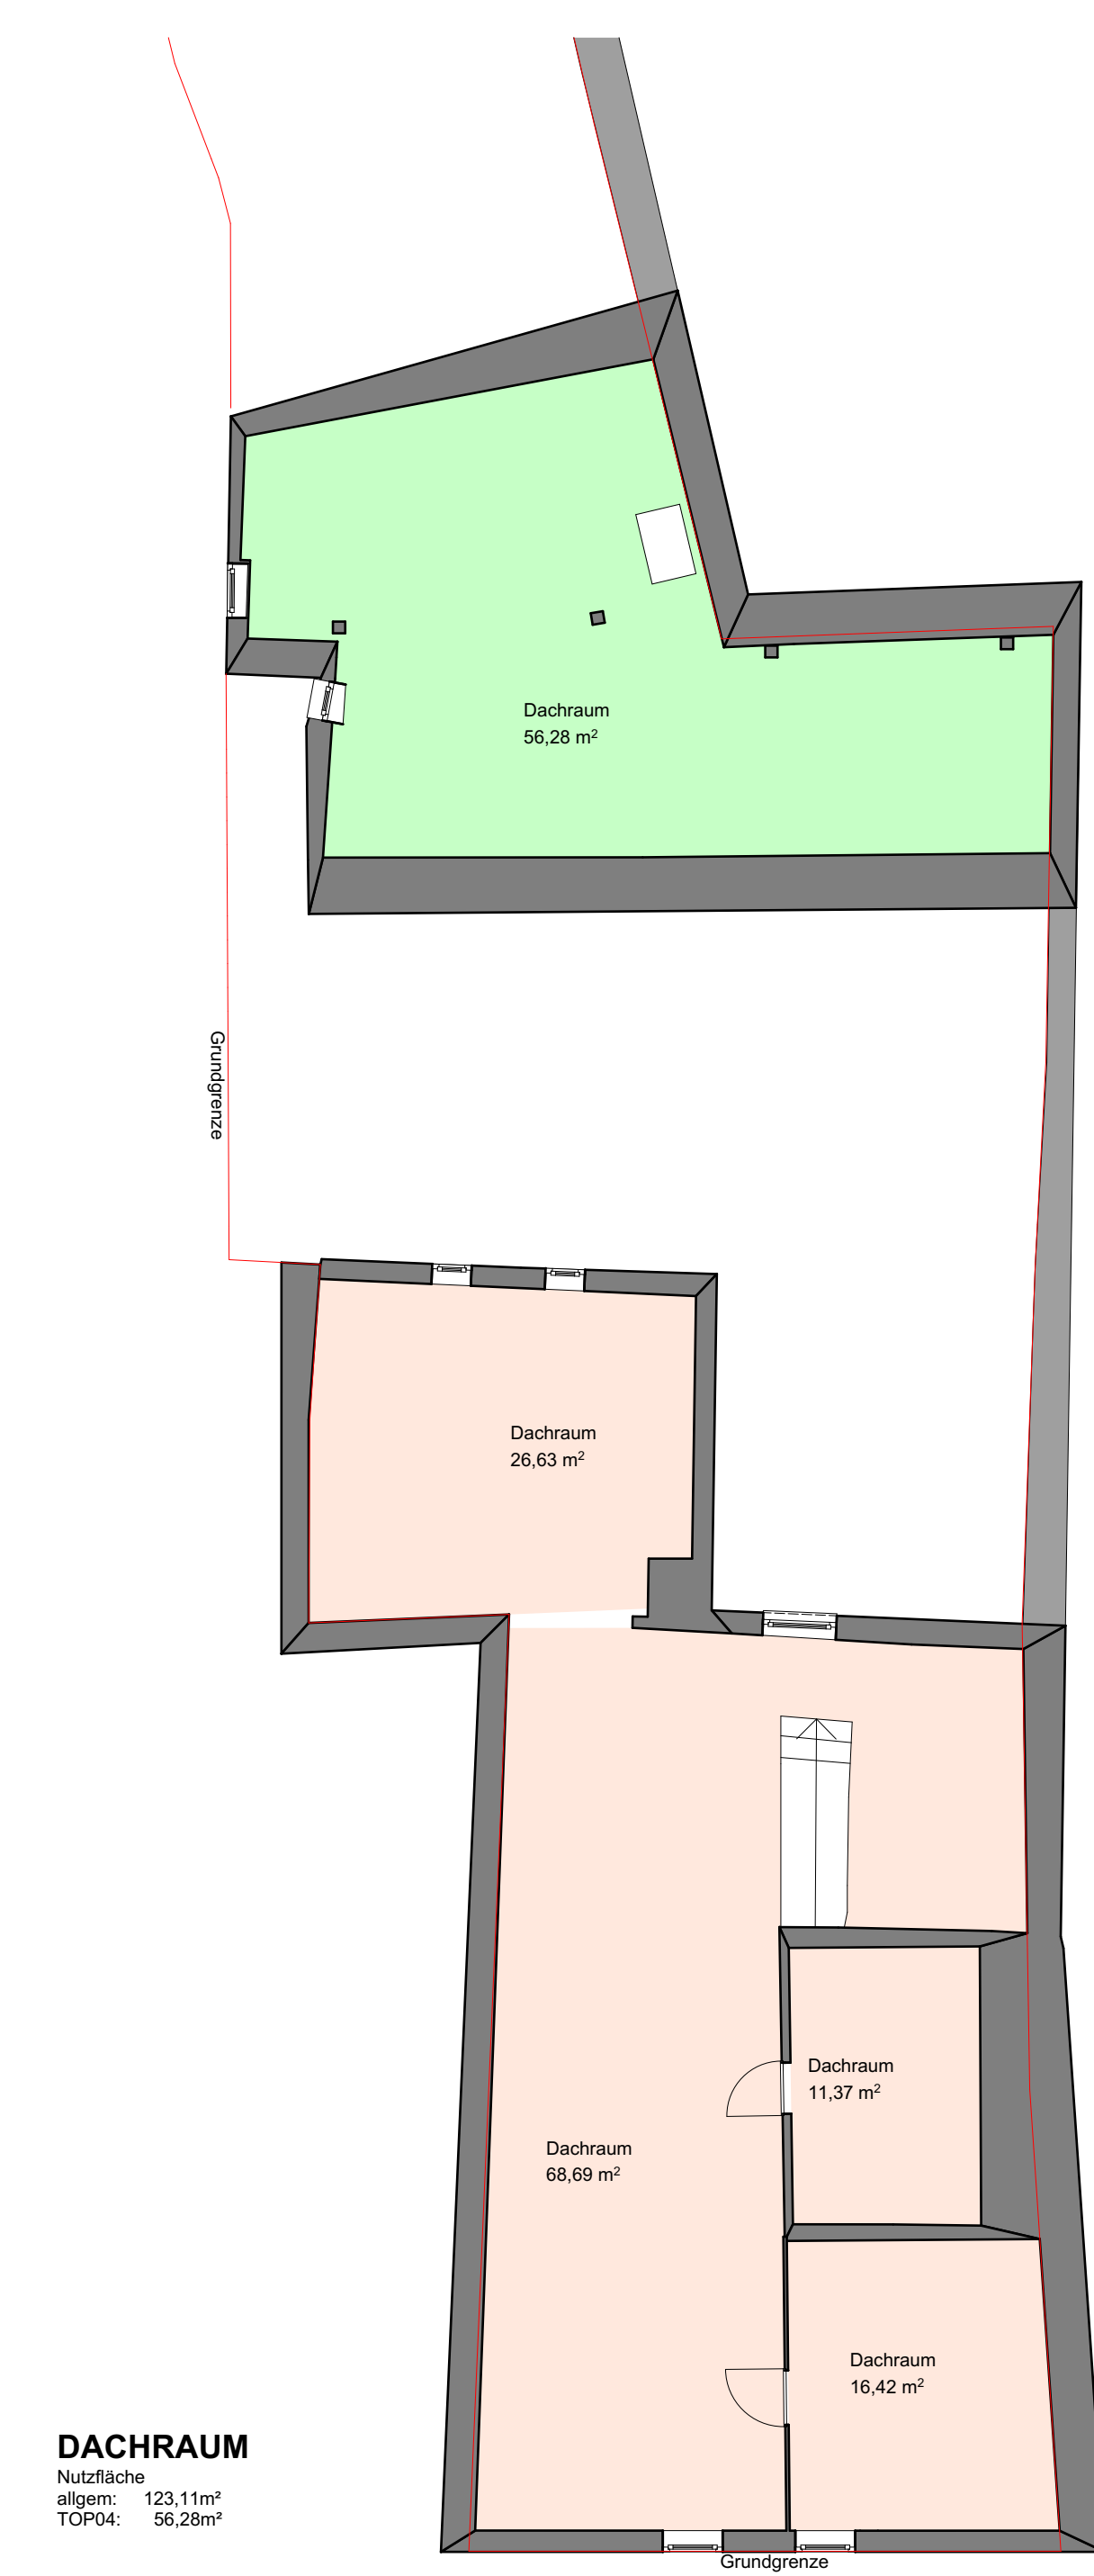 Dachraum
56,28 m²
Grundgrenze
Dachraum
26,63 m²
Dachraum
11,37 m²
Dachraum
68,69 m²
Dachraum
16,42 m²
DACHRAUM
Nutzfläche
allgem: 123,11m²
TOP04: 56,28m²
Grundgrenze